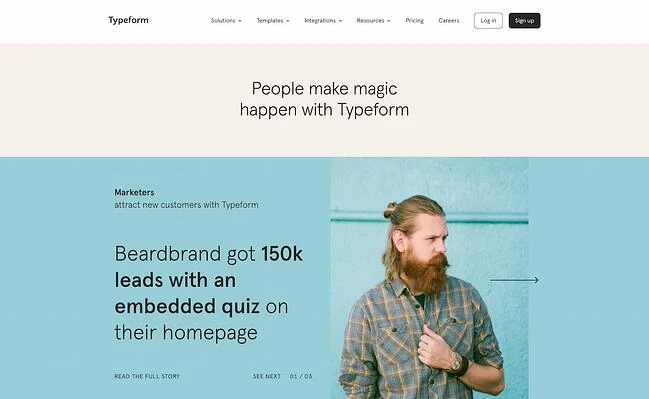 Typeform Solutions Templates Integrations Resources Pricing Careers Log in Sign up
People make magic
happen with Typeform
Marketers
attract new customers with Typeform
Beardbrand got 150k
leads with an
embedded quiz on
their homepage
READ THE FULL STORY SEE NEXT 01 / 03